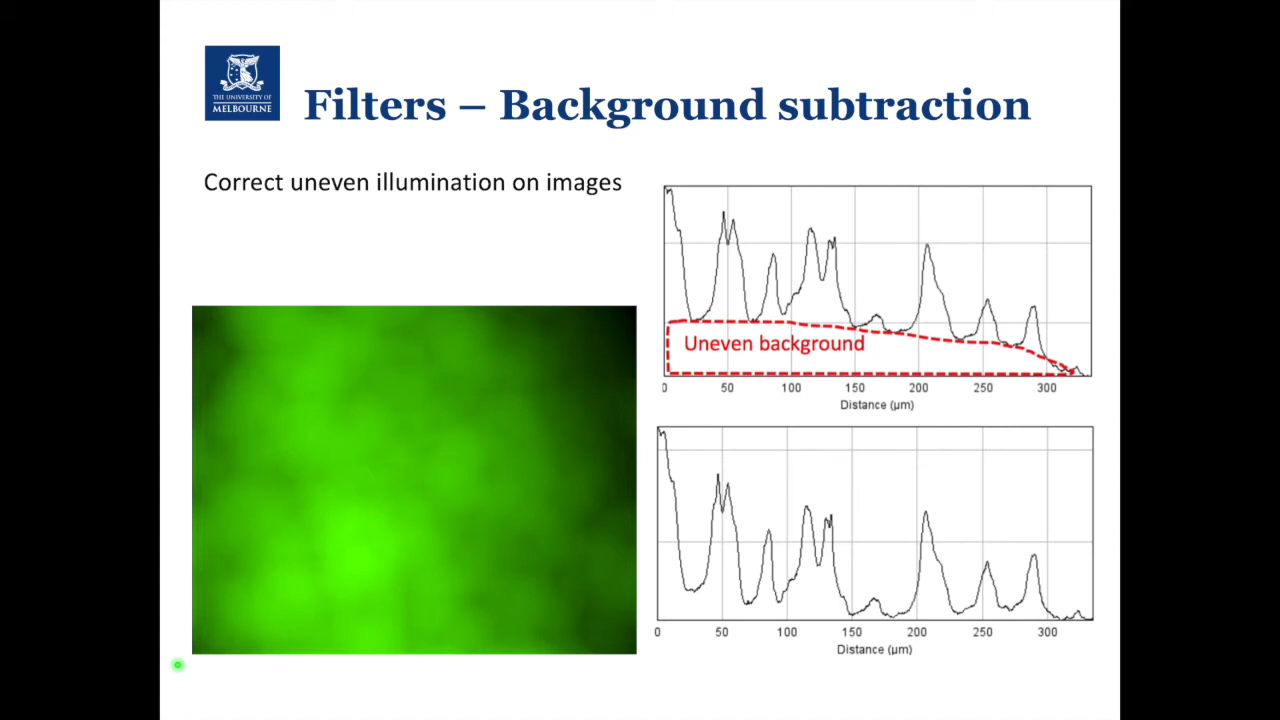 THE UNIVERSITY OF
MELBOURNE
Filters – Background subtraction
Correct uneven illumination on images
Uneven background
0 50 100 150 200 250 300
Distance (µm)
0 50 100 150 200 250 300
Distance (µm)